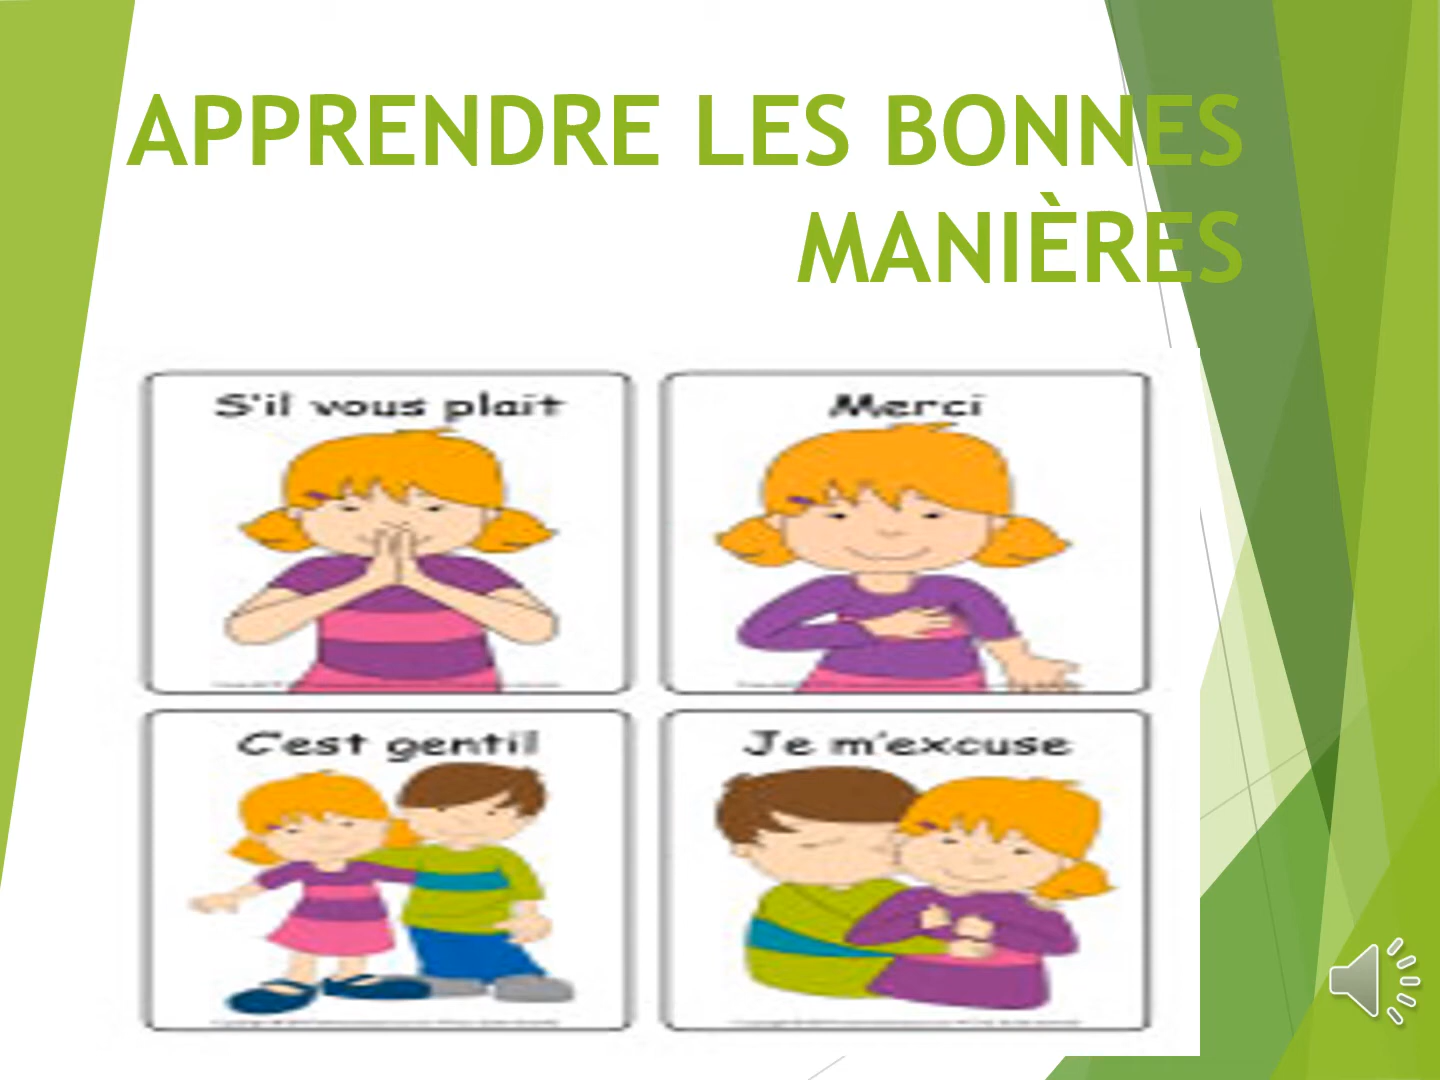 APPRENDRE LES BONNES
MANIÈRES
S'il vous plait
Merci
C'est gentil
Je m'excuse